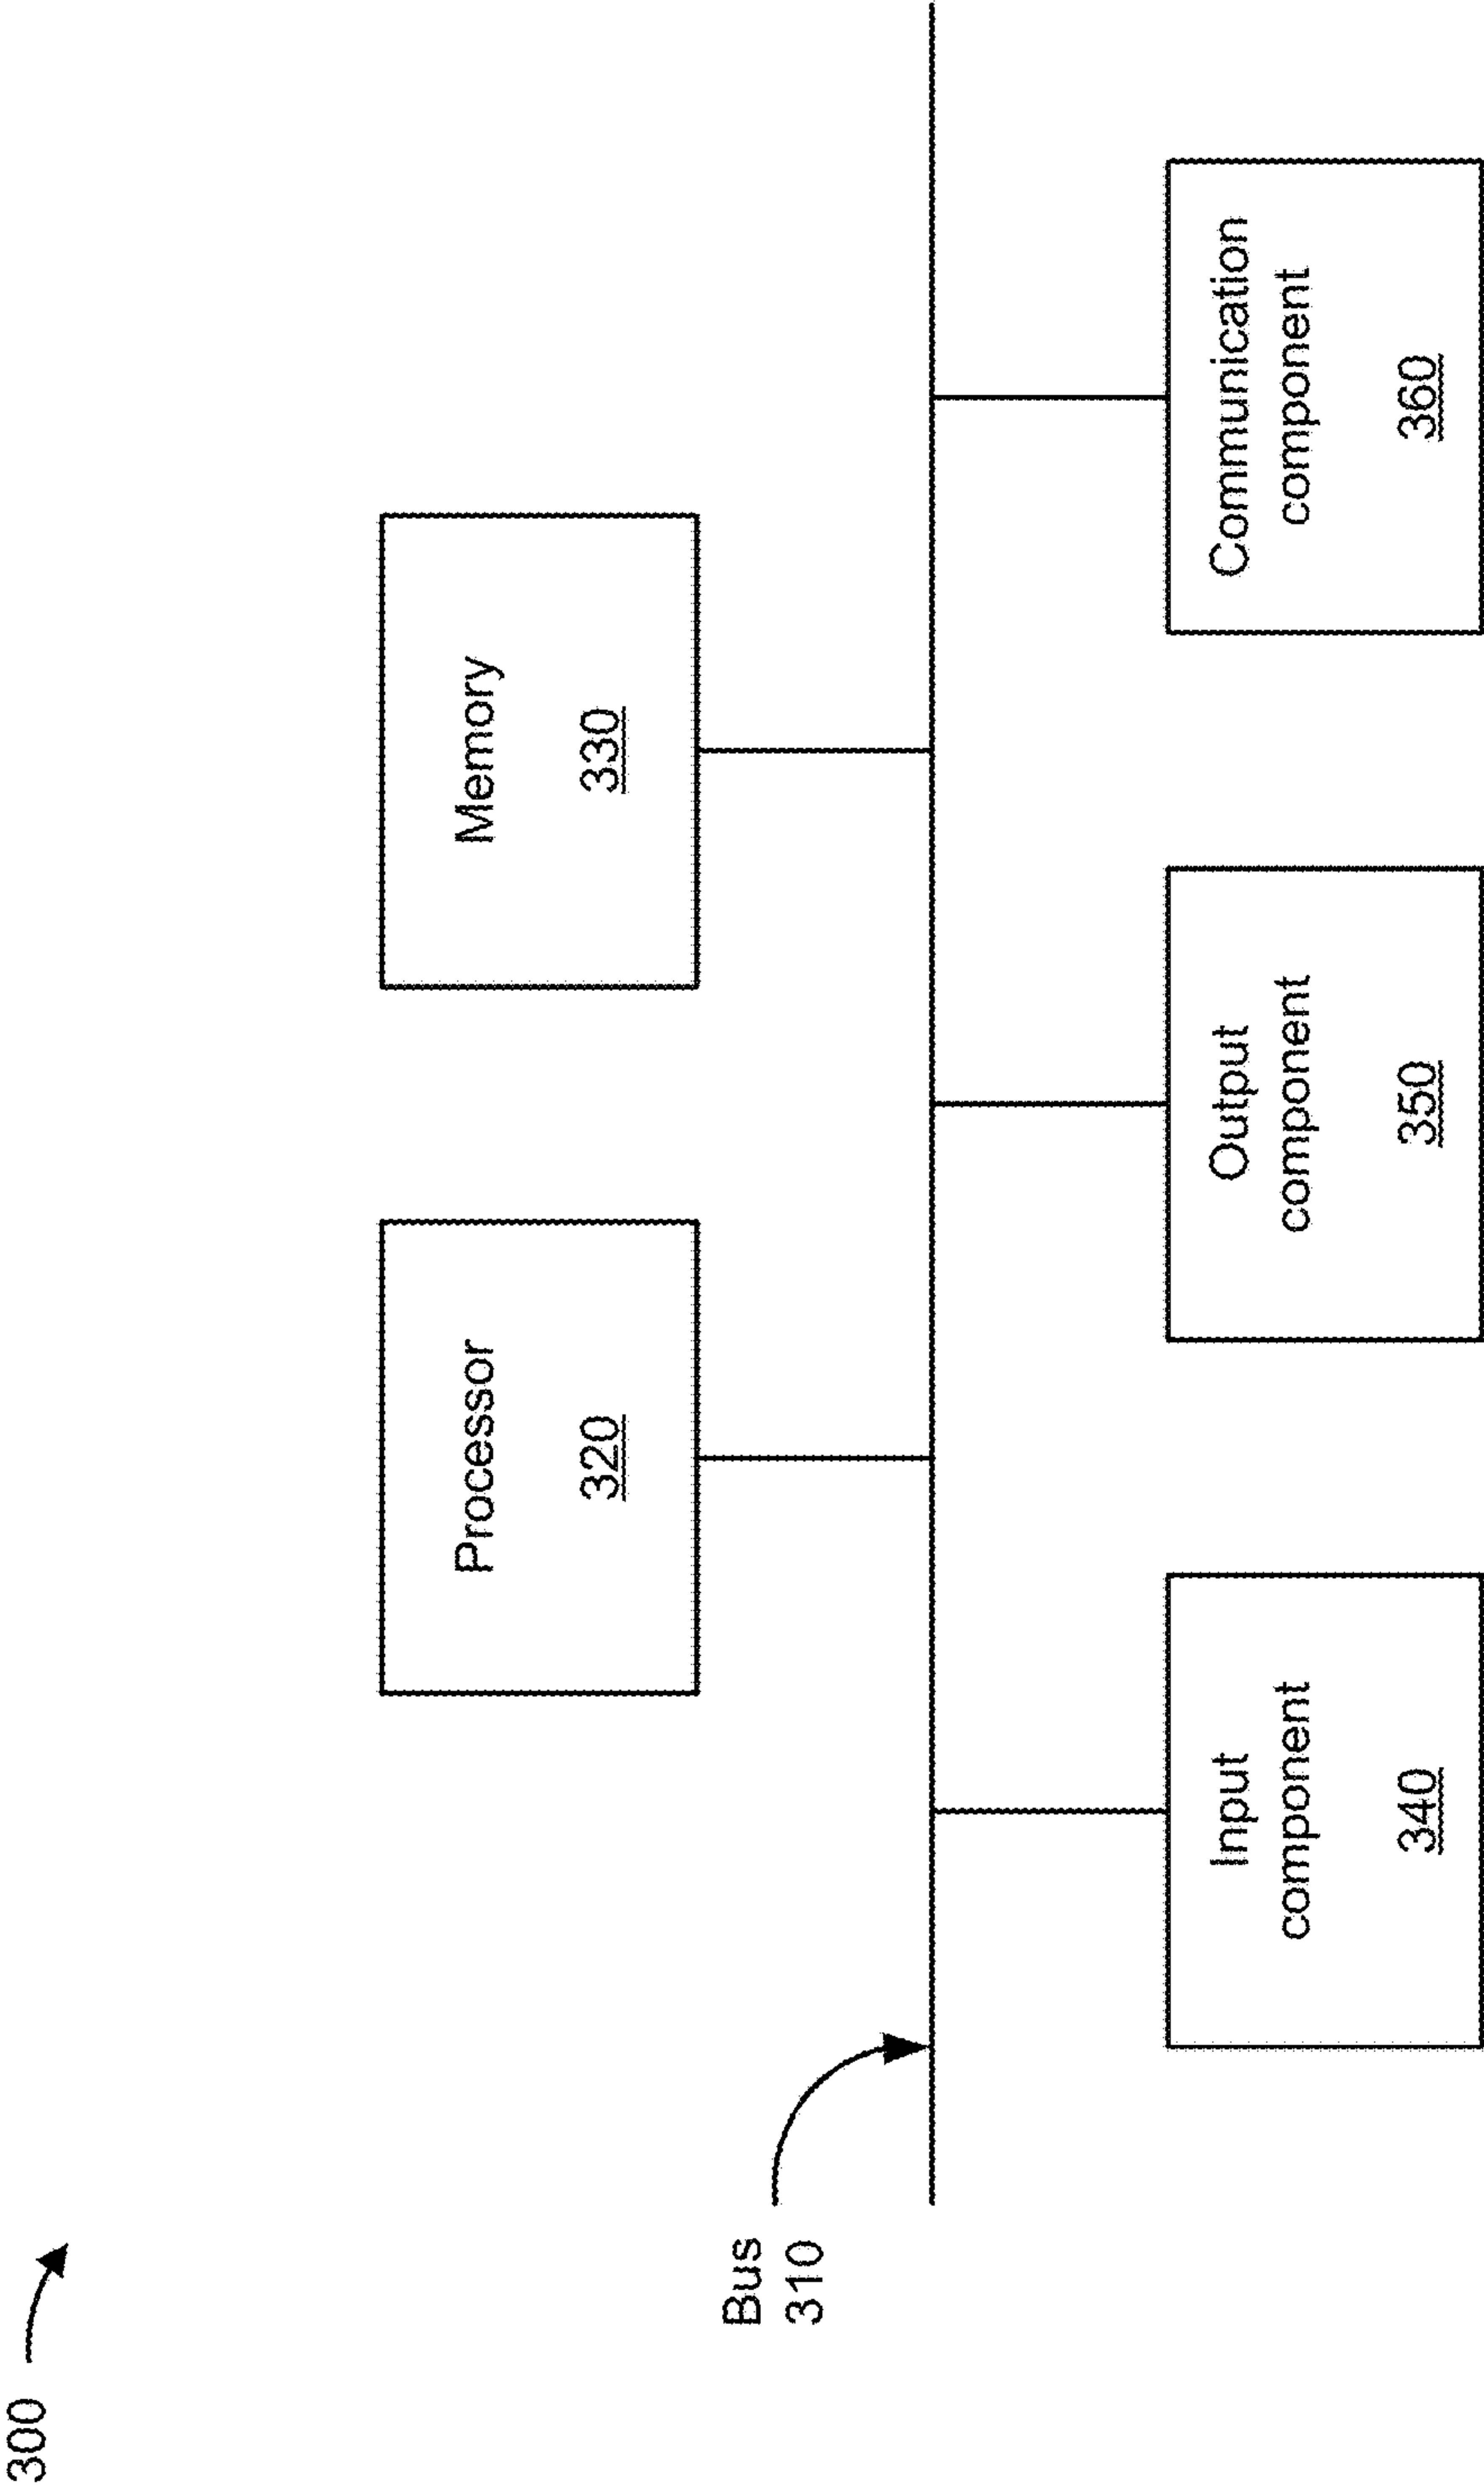 300
Bus
310
Processor
320
Memory
330
Input
component
340
Output
component
350
Communication
component
360